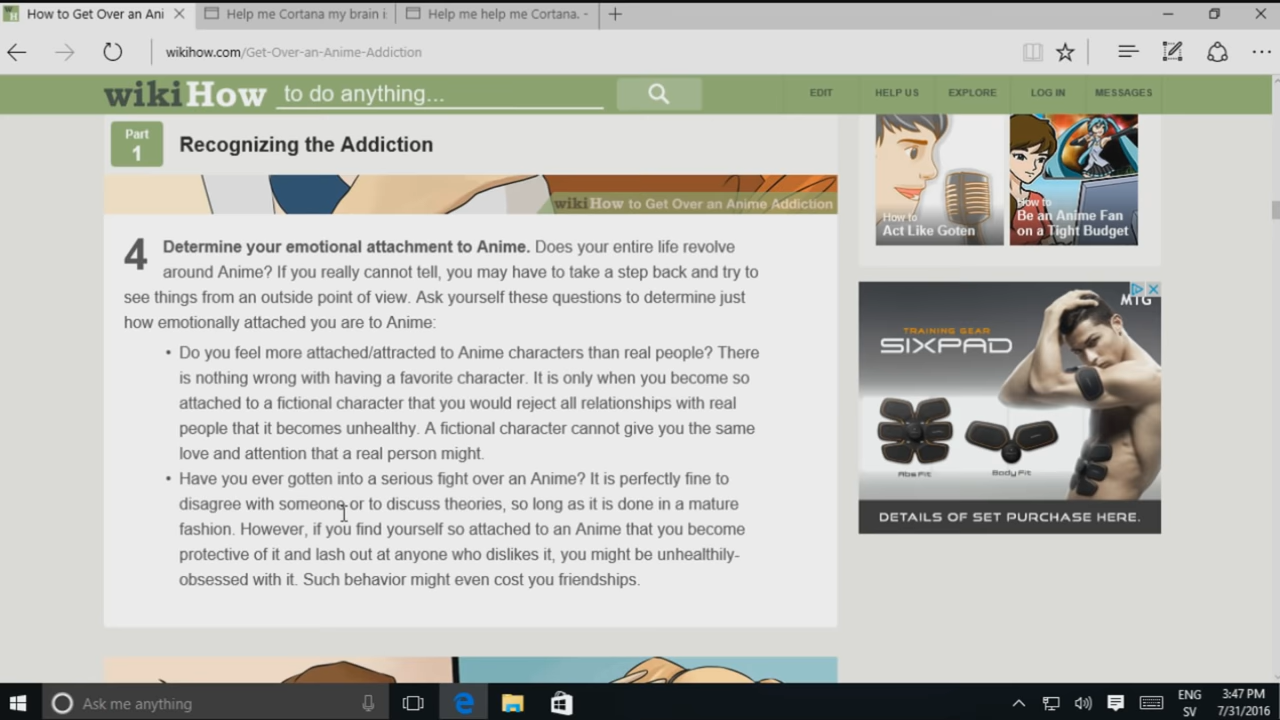 How to Get Over an Ani
Help me Cortana my brain i
Help me help me Cortana. -
wikihow.com/Get-Over-an-Anime-Addiction
wikiHow to do anything...
EDIT
HELP US
EXPLORE
LOG IN
MESSAGES
Part
1
Recognizing the Addiction
wikiHow to Get Over an Anime Addiction
4 Determine your emotional attachment to Anime. Does your entire life revolve
around Anime? If you really cannot tell, you may have to take a step back and try to
see things from an outside point of view. Ask yourself these questions to determine just
how emotionally attached you are to Anime:
• Do you feel more attached/attracted to Anime characters than real people? There
is nothing wrong with having a favorite character. It is only when you become so
attached to a fictional character that you would reject all relationships with real
people that it becomes unhealthy. A fictional character cannot give you the same
love and attention that a real person might.
• Have you ever gotten into a serious fight over an Anime? It is perfectly fine to
disagree with someone or to discuss theories, so long as it is done in a mature
fashion. However, if you find yourself so attached to an Anime that you become
protective of it and lash out at anyone who dislikes it, you might be unhealthily-
obsessed with it. Such behavior might even cost you friendships.
How to
Act Like Goten
How to
Be an Anime Fan
on a Tight Budget
MTG
TRAINING GEAR
SIXPAD
Abs Fit
Body Fit
DETAILS OF SET PURCHASE HERE.
Ask me anything
ENG
SV
3:47 PM
7/31/2016